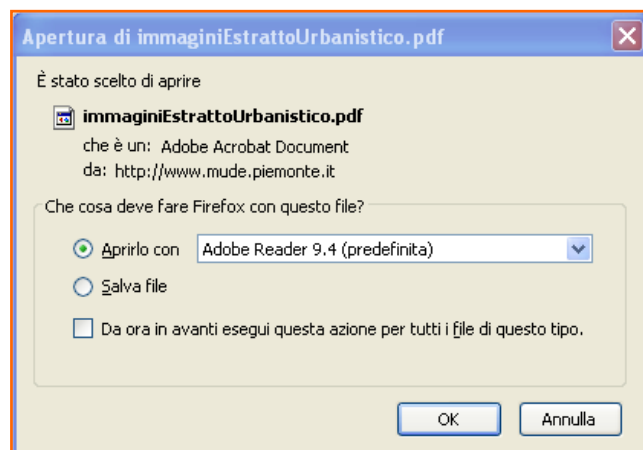 Apertura di immaginiEstrattoUrbanistico.pdf
È stato scelto di aprire
immaginiEstrattoUrbanistico.pdf
che è un: Adobe Acrobat Document
da: http://www.mude.piemonte.it
Che cosa deve fare Firefox con questo file?
Aprirlo con Adobe Reader 9.4 (predefinita)
Salva file
Da ora in avanti esegui questa azione per tutti i file di questo tipo.
OK Annulla